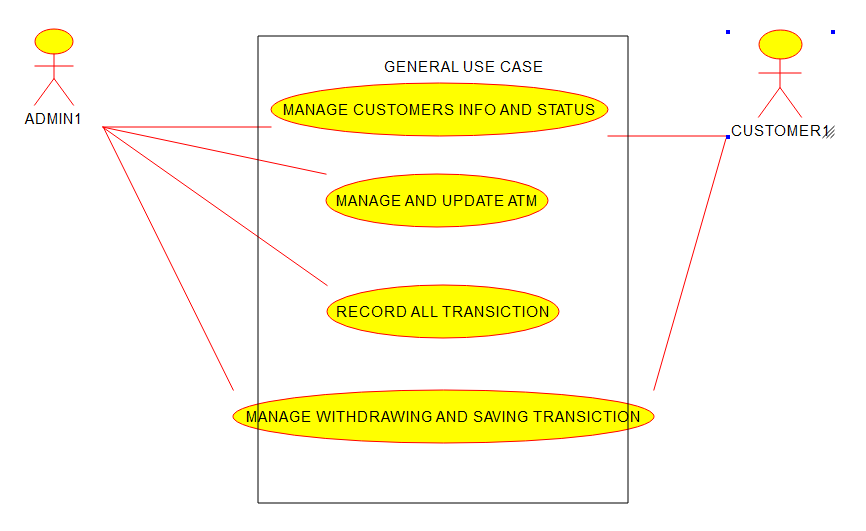 GENERAL USE CASE
MANAGE CUSTOMERS INFO AND STATUS
ADMIN1
CUSTOMER1
MANAGE AND UPDATE ATM
RECORD ALL TRANSICTION
MANAGE WITHDRAWING AND SAVING TRANSICTION